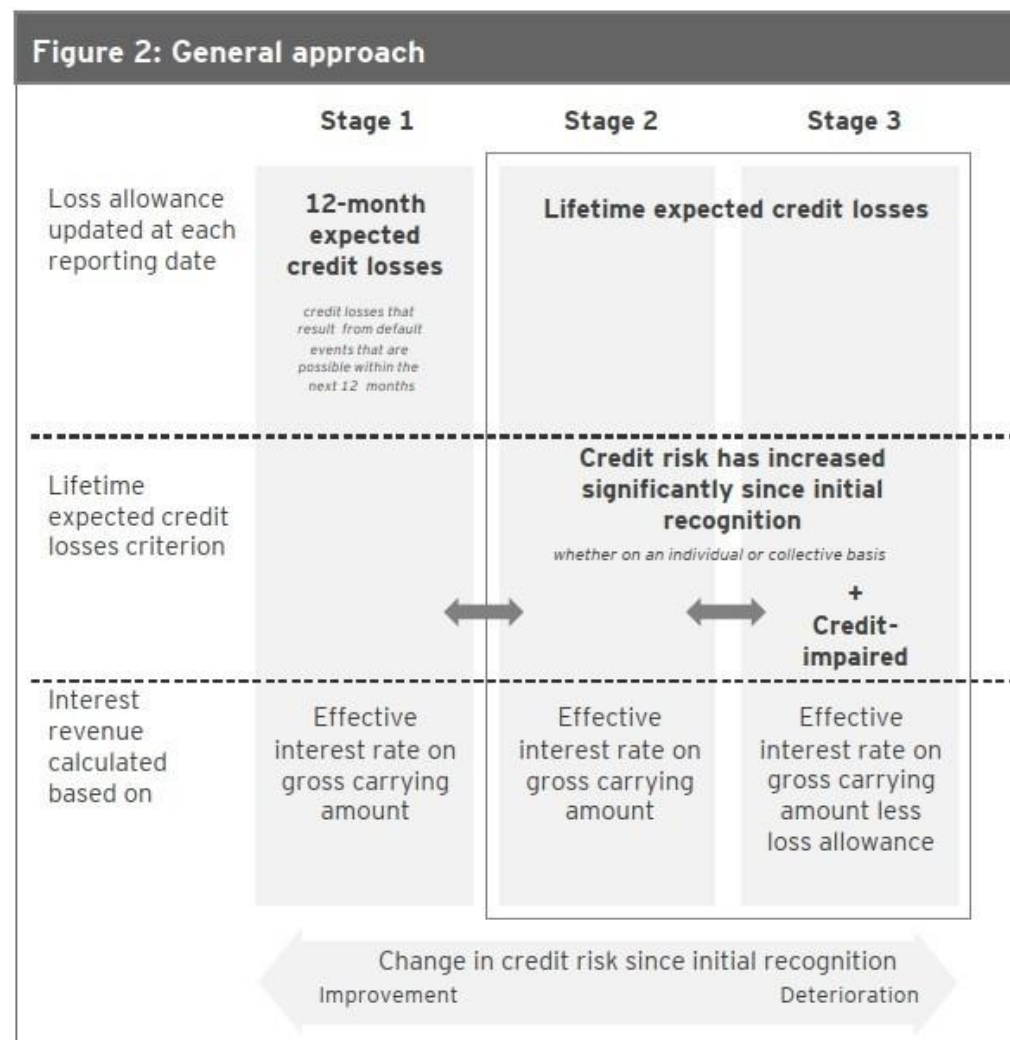 Figure 2: General approach
Stage 1
Stage 2
Stage 3
Loss allowance
updated at each
reporting date
12-month
expected
credit losses
credit losses that
result from default
events that are
possible within the
next 12 months
Lifetime expected credit losses
Lifetime
expected credit
losses criterion
Credit risk has increased
significantly since initial
recognition
whether on an individual or collective basis
+
Credit-
impaired
Interest
revenue
calculated
based on
Effective
interest rate on
gross carrying
amount
Effective
interest rate on
gross carrying
amount
Effective
interest rate on
gross carrying
amount less
loss allowance
Change in credit risk since initial recognition
Improvement
Deterioration